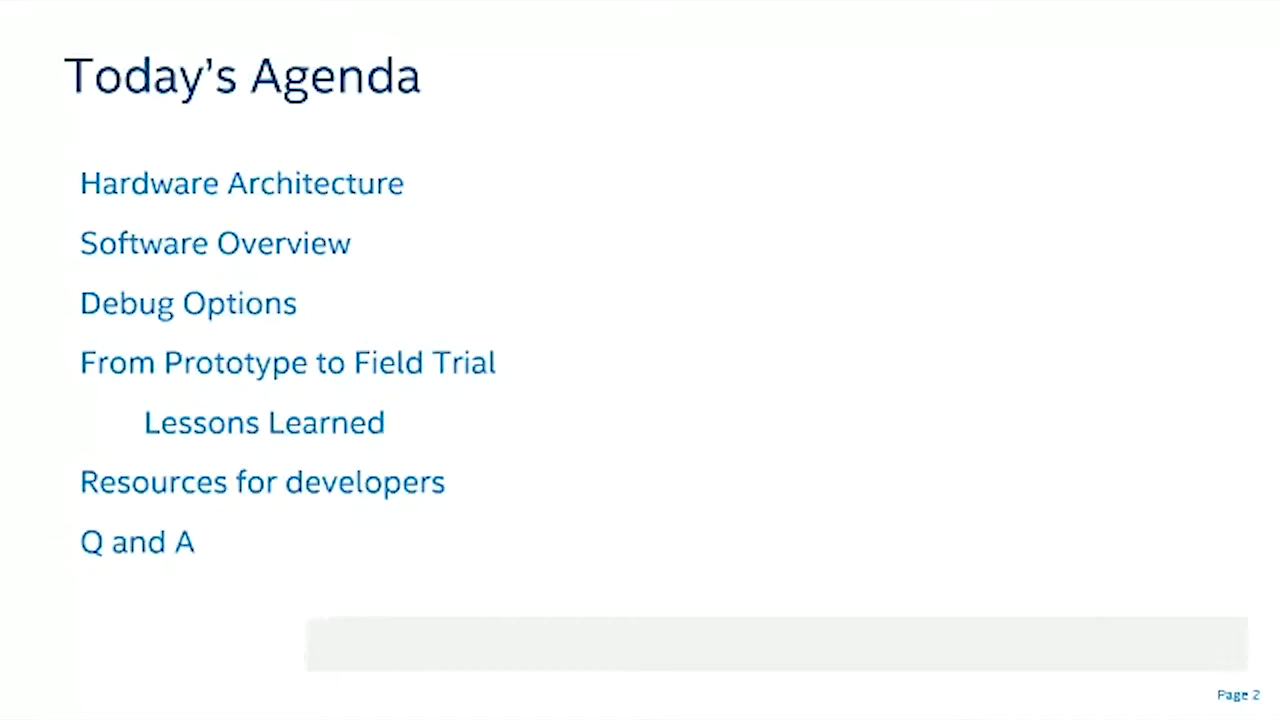 Today’s Agenda
Hardware Architecture
Software Overview
Debug Options
From Prototype to Field Trial
Lessons Learned
Resources for developers
Q and A
Page 2